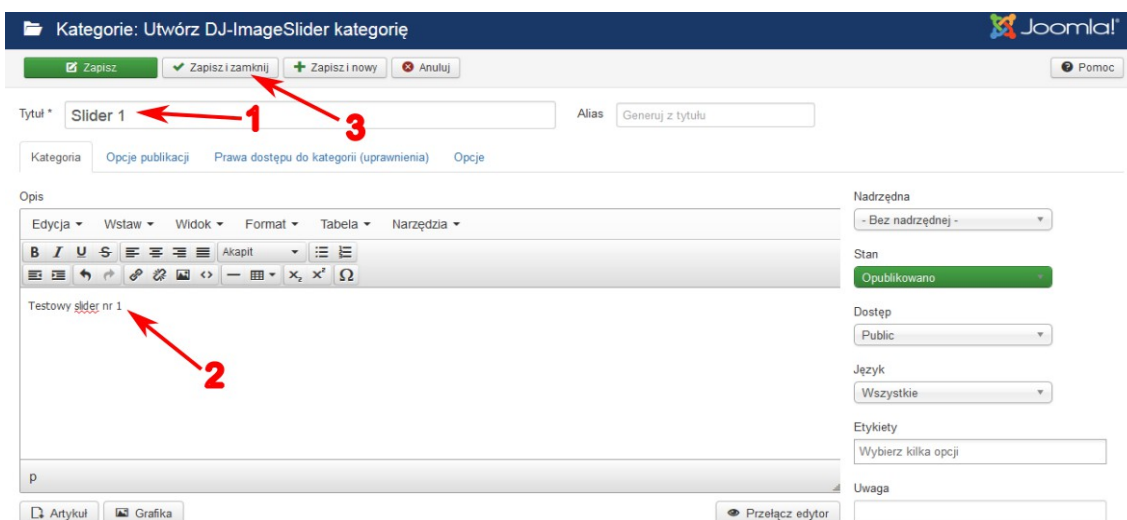 Kategorie: Utwórz DJ-ImageSlider kategorię
Joomla!®
Zapisz Zapisz i zamknij Zapisz i nowy Anuluj Pomoc
Tytuł * Slider 1 1 3 Alias Generuj z tytułu
Kategoria Opcje publikacji Prawa dostępu do kategorii (uprawnienia) Opcje
Opis
Edycja Wstaw Widok Format Tabela Narzędzia
B I U S Akapit
x₂ x² Ω
Testowy slider nr 1
2
p
Artykuł Grafika Przełącz edytor
Nadrzędna
- Bez nadrzędnej -
Stan
Opublikowano
Dostęp
Public
Język
Wszystkie
Etykiety
Wybierz kilka opcji
Uwaga